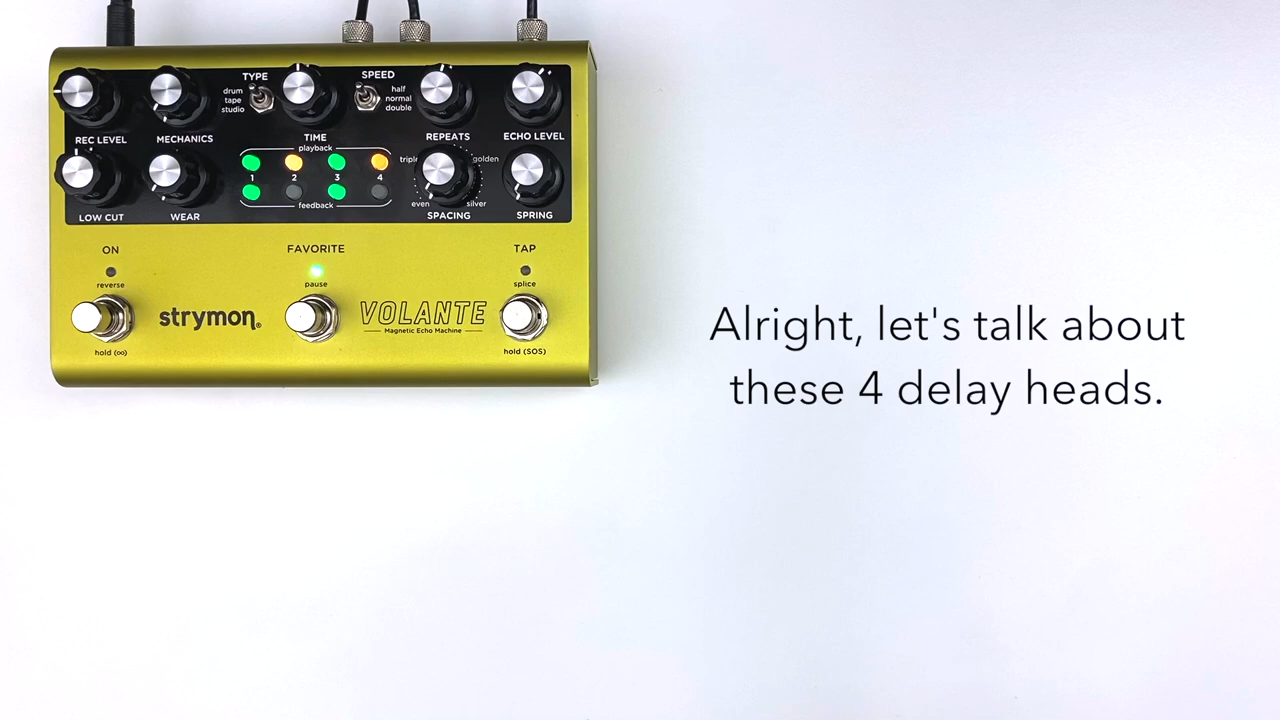 TYPE
SPEED
drum
tape
studio
half
normal
double
REC LEVEL
MECHANICS
TIME
REPEATS
ECHO LEVEL
playback
triplet
golden
1
2
3
4
even
silver
feedback
LOW CUT
WEAR
SPACING
SPRING
ON
FAVORITE
TAP
reverse
pause
splice
strymon®
VOLANTE
Magnetic Echo Machine
hold (∞)
hold (SOS)
Alright, let's talk about
these 4 delay heads.